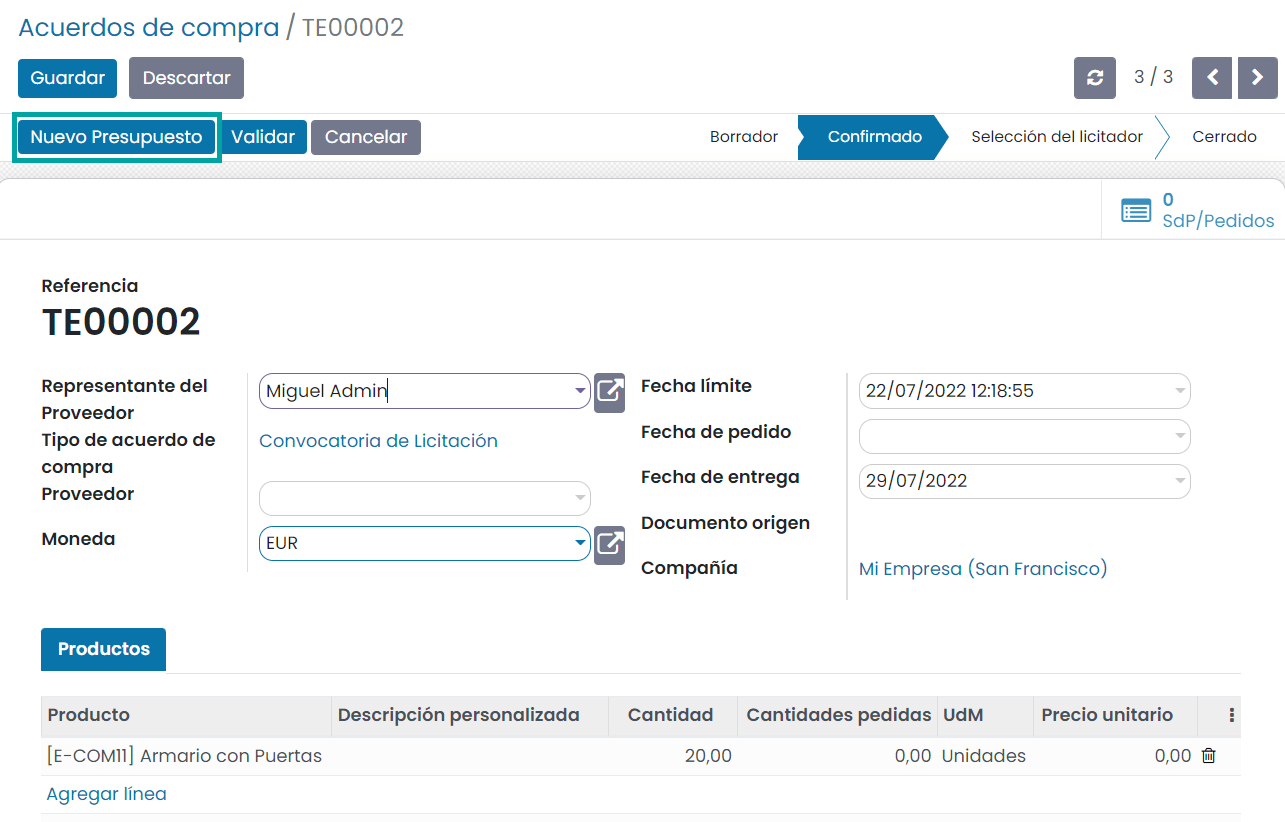 Acuerdos de compra / TE00002
Guardar Descartar 3 / 3
Nuevo Presupuesto Validar Cancelar Borrador Confirmado Selección del licitador Cerrado
0
SdP/Pedidos
Referencia
TE00002
Representante del Proveedor Miguel Admin
Tipo de acuerdo de compra Convocatoria de Licitación
Proveedor
Moneda EUR
Fecha límite 22/07/2022 12:18:55
Fecha de pedido
Fecha de entrega 29/07/2022
Documento origen
Compañía Mi Empresa (San Francisco)
Productos
Producto Descripción personalizada Cantidad Cantidades pedidas UdM Precio unitario
[E-COM11] Armario con Puertas 20,00 0,00 Unidades 0,00
Agregar línea